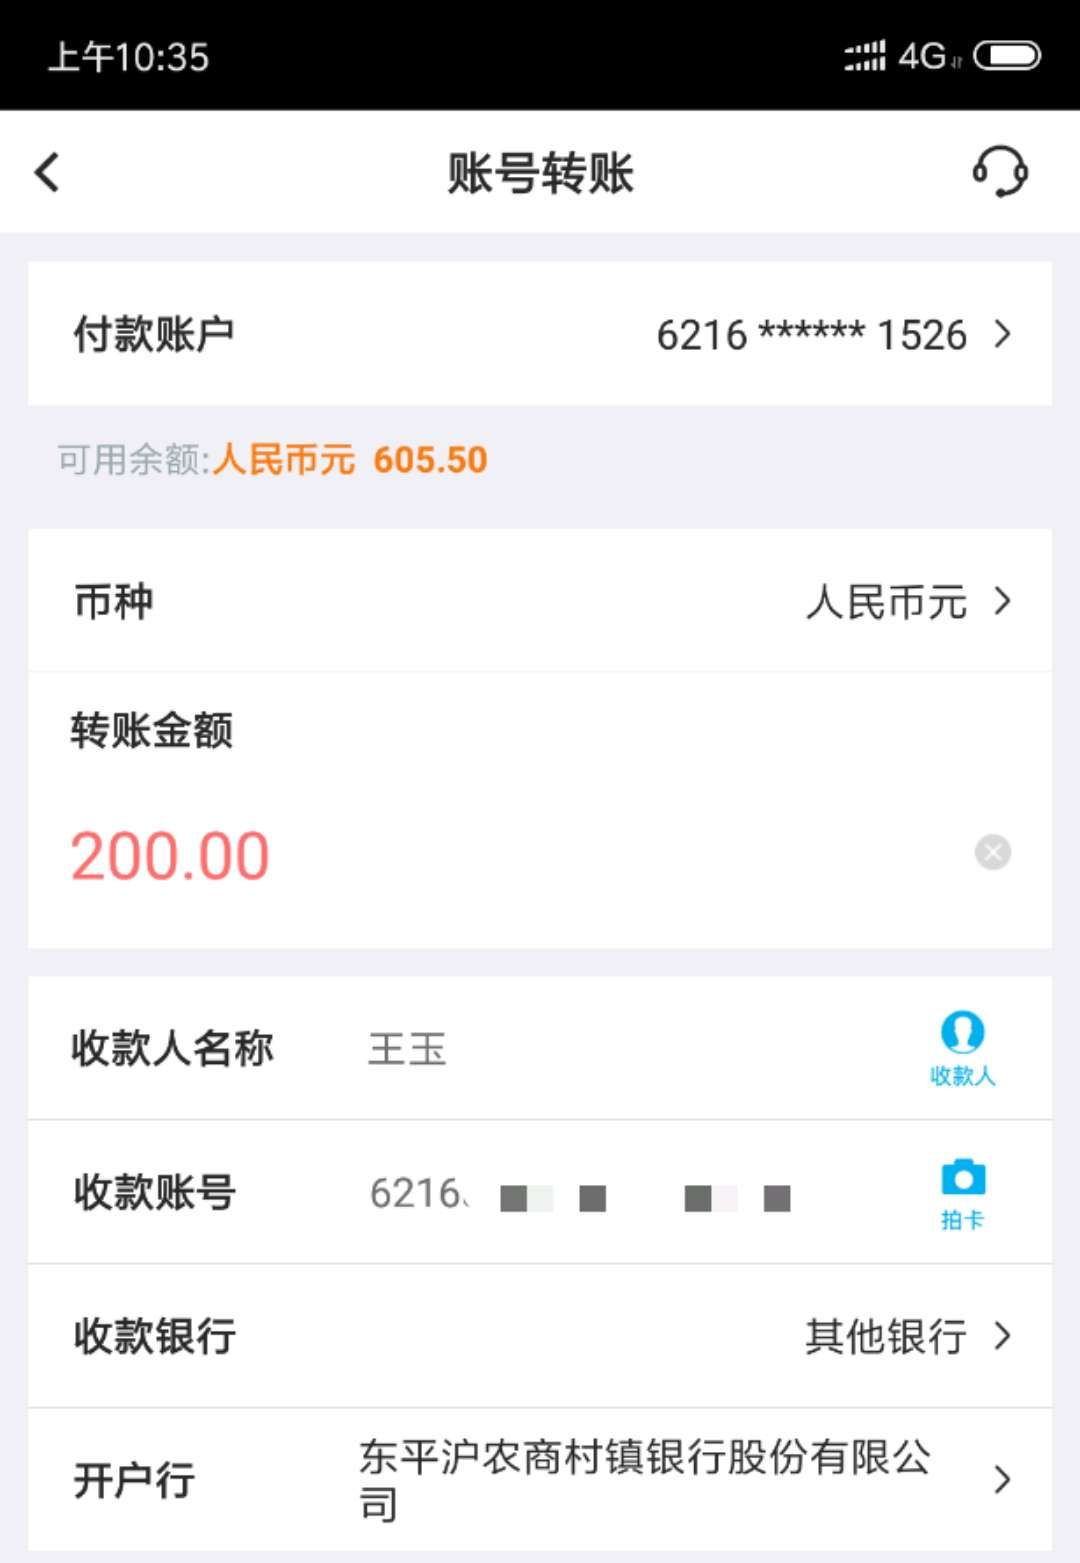 上午10:35
4G
账号转账
付款账户 6216 ****** 1526
可用余额:人民币元 605.50
币种 人民币元
转账金额
200.00
收款人名称 王玉
收款人
收款账号 6216
拍卡
收款银行 其他银行
开户行 东平沪农商村镇银行股份有限公
司